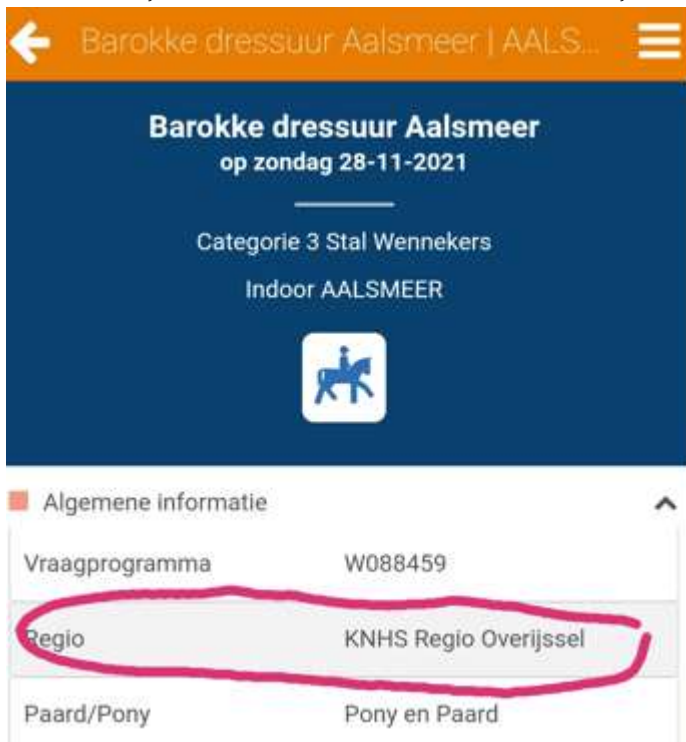 Barokke dressuur Aalsmeer | AALS...
Barokke dressuur Aalsmeer
op zondag 28-11-2021
Categorie 3 Stal Wennekers
Indoor AALSMEER
Algemene informatie
Vraagprogramma W088459
Regio KNHS Regio Overijssel
Paard/Pony Pony en Paard